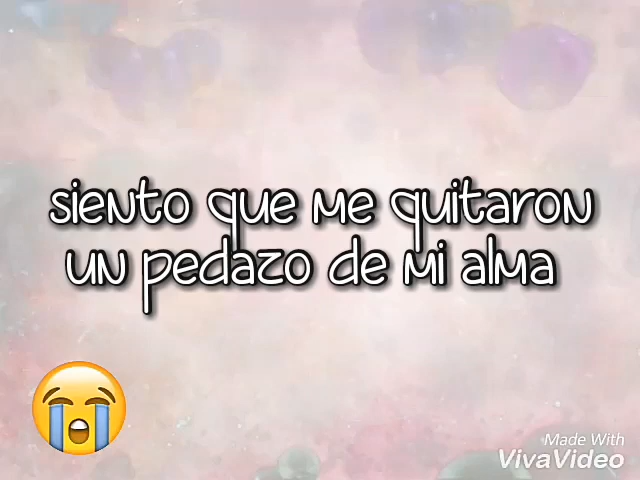 siento que me quitaron
un pedazo de mi alma
Made With
VivaVideo